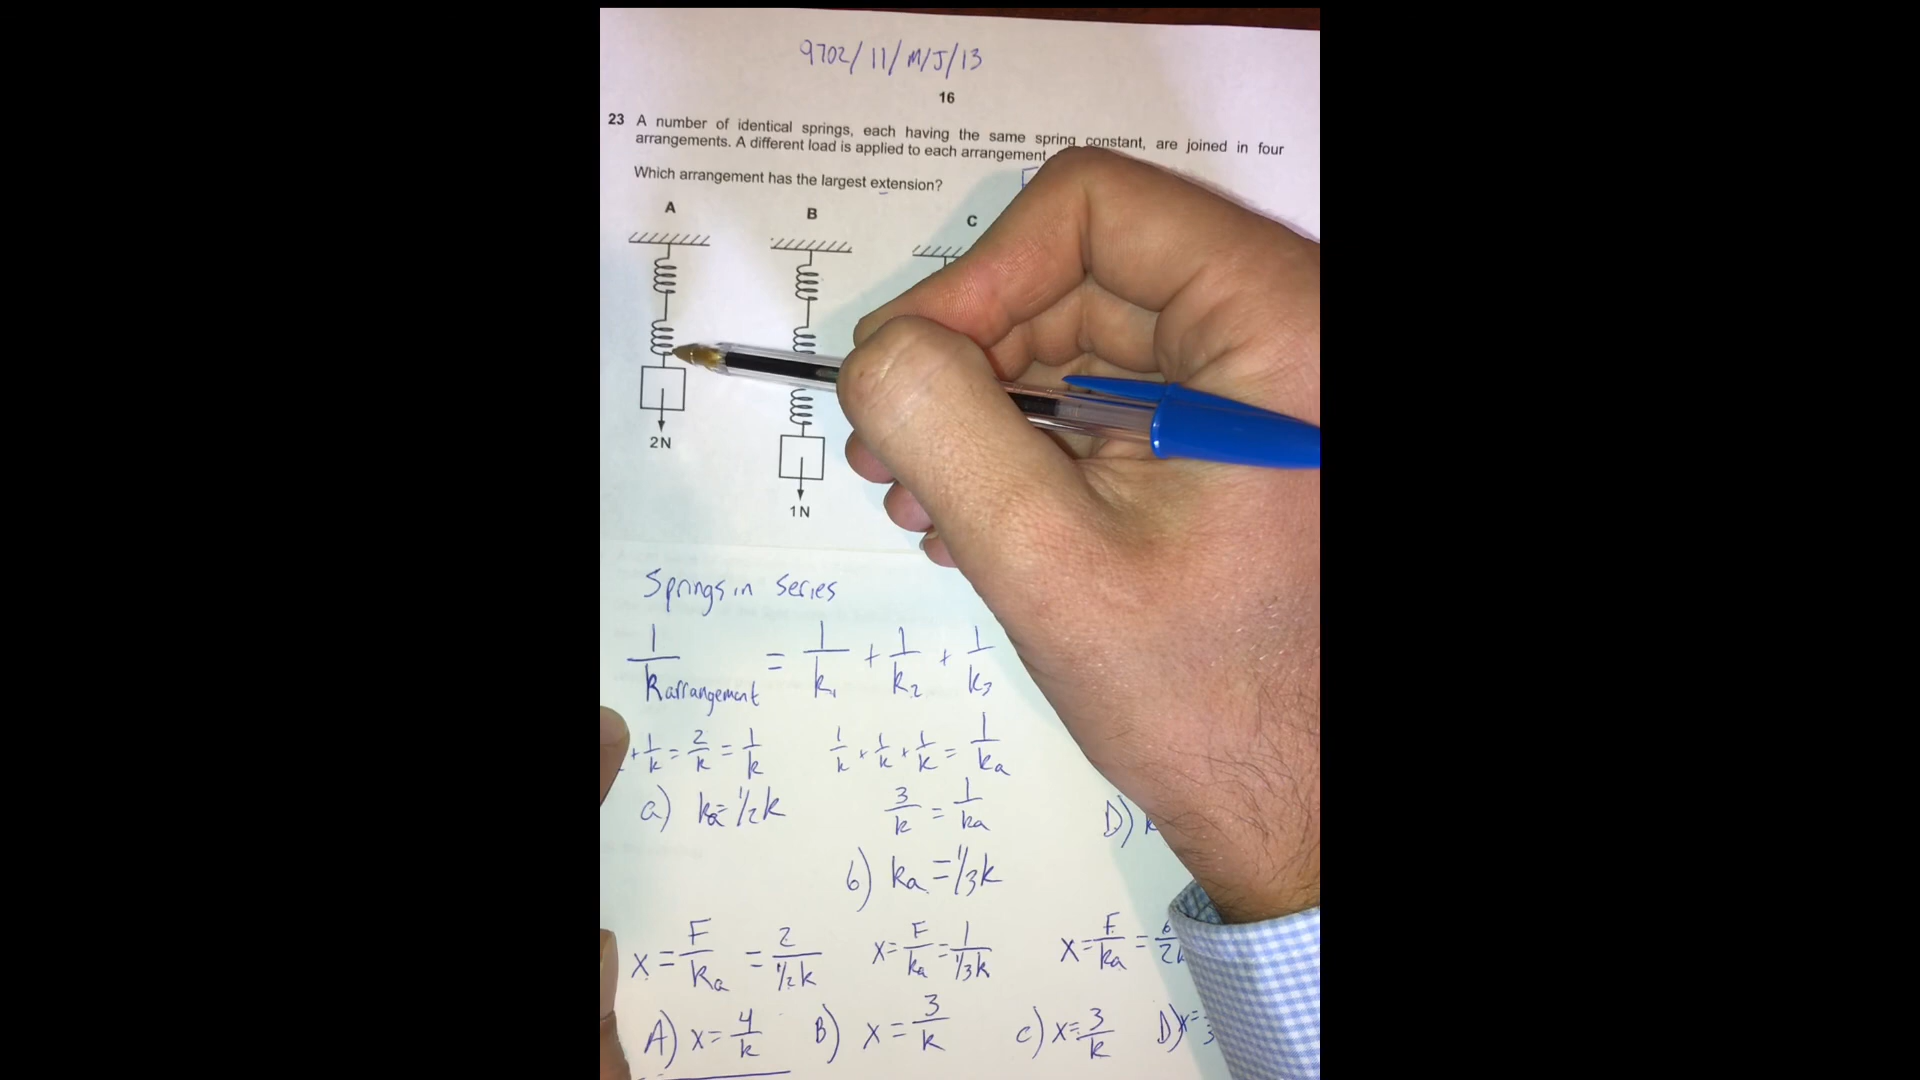 9702/11/M/J/13
16
23 A number of identical springs, each having the same spring constant, are joined in four
arrangements. A different load is applied to each arrangement
Which arrangement has the largest extension?
A B C
2N
1N
Springs in series
1/k arrangement = 1/k₁ + 1/k₂ + 1/k₃
+ 1/k = 2/k = 1/k 1/k + 1/k + 1/k = 1/ka
a) ka = 1/2k 3/k = 1/ka D) k
b) ka = 1/3k
x = F/ka = 2/½k x = F/ka = 1/⅓k x = F/ka = 6/2k
A) x = 4/k B) x = 3/k C) x = 3/k D) x =